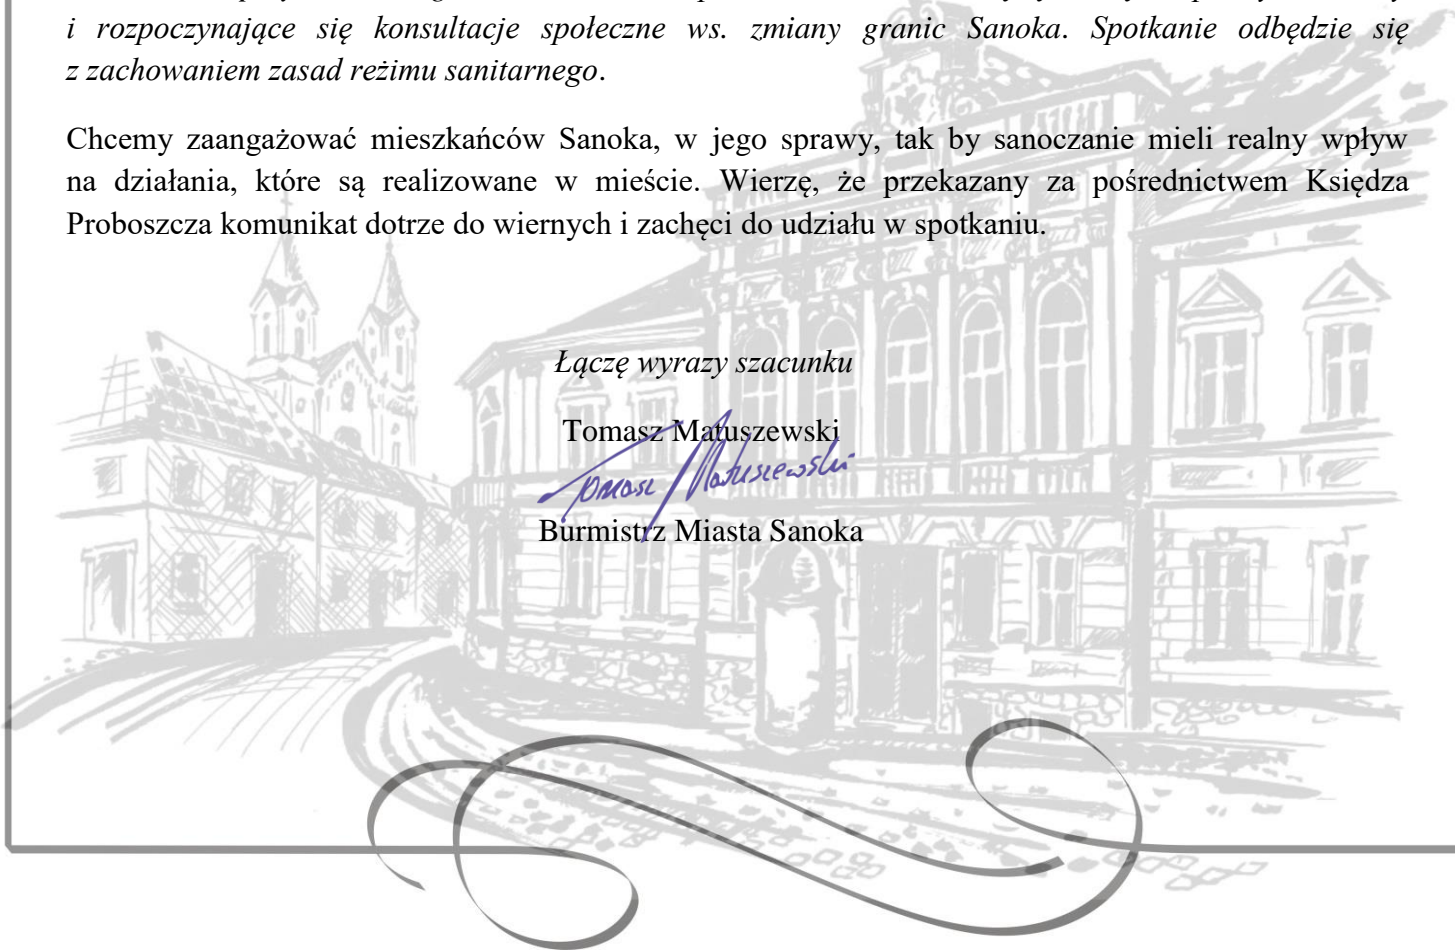 i rozpoczynające się konsultacje społeczne ws. zmiany granic Sanoka. Spotkanie odbędzie się
z zachowaniem zasad reżimu sanitarnego.
Chcemy zaangażować mieszkańców Sanoka, w jego sprawy, tak by sanoczanie mieli realny wpływ
na działania, które są realizowane w mieście. Wierzę, że przekazany za pośrednictwem Księdza
Proboszcza komunikat dotrze do wiernych i zachęci do udziału w spotkaniu.
Łączę wyrazy szacunku
Tomasz Matuszewski
Tomasz Matuszewski
Burmistrz Miasta Sanoka